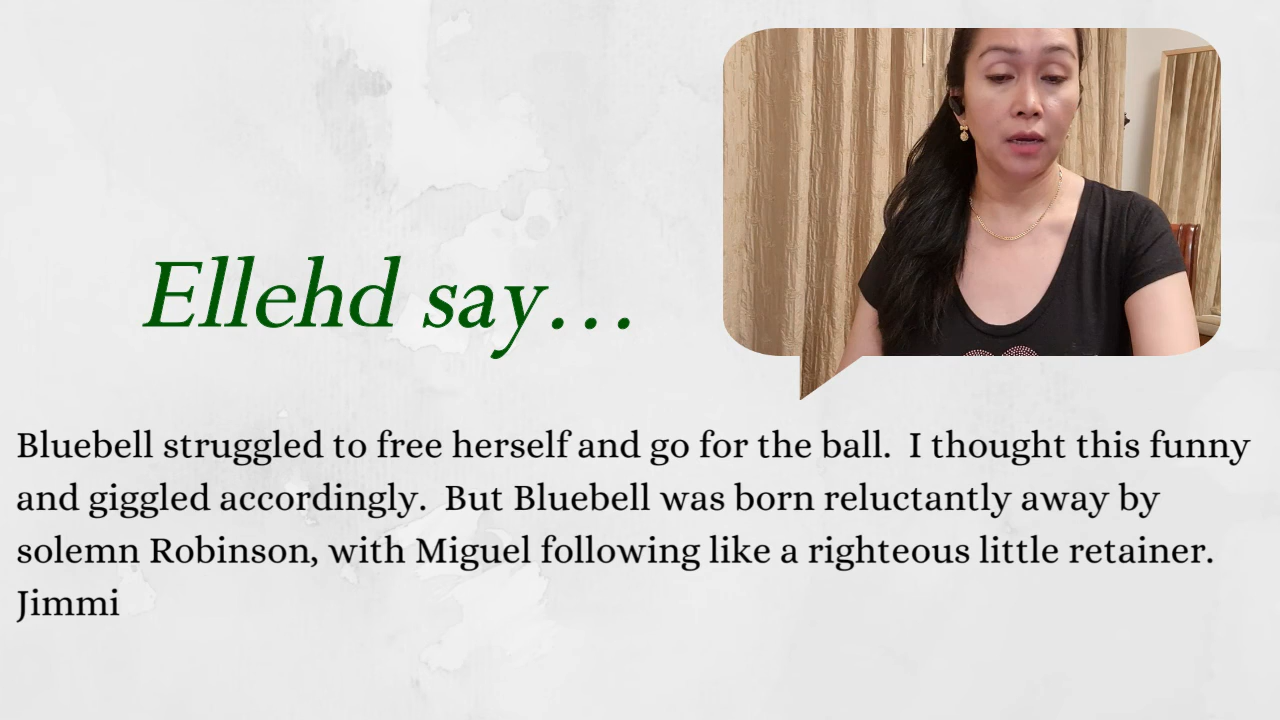 Ellehd say...
Bluebell struggled to free herself and go for the ball.  I thought this funny
and giggled accordingly.  But Bluebell was born reluctantly away by
solemn Robinson, with Miguel following like a righteous little retainer.
Jimmi